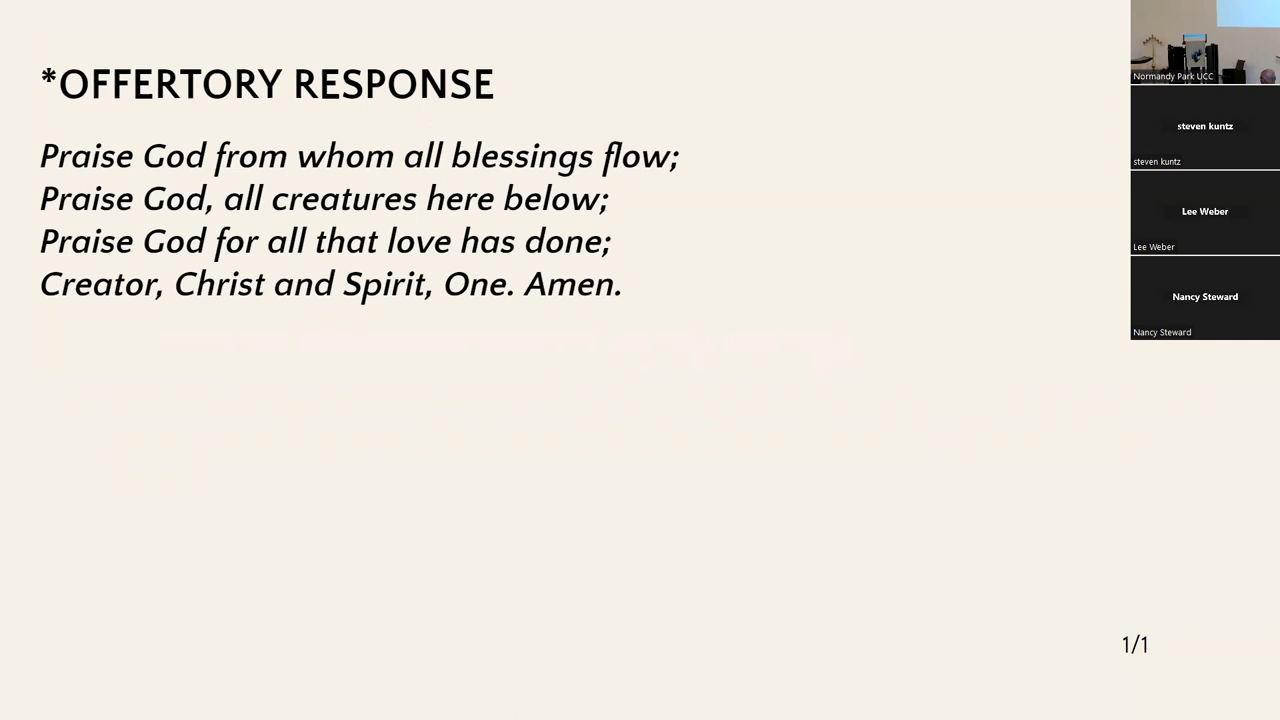 *OFFERTORY RESPONSE
Praise God from whom all blessings flow;
Praise God, all creatures here below;
Praise God for all that love has done;
Creator, Christ and Spirit, One. Amen.
1/1
Normandy Park UCC
steven kuntz
steven kuntz
Lee Weber
Lee Weber
Nancy Steward
Nancy Steward